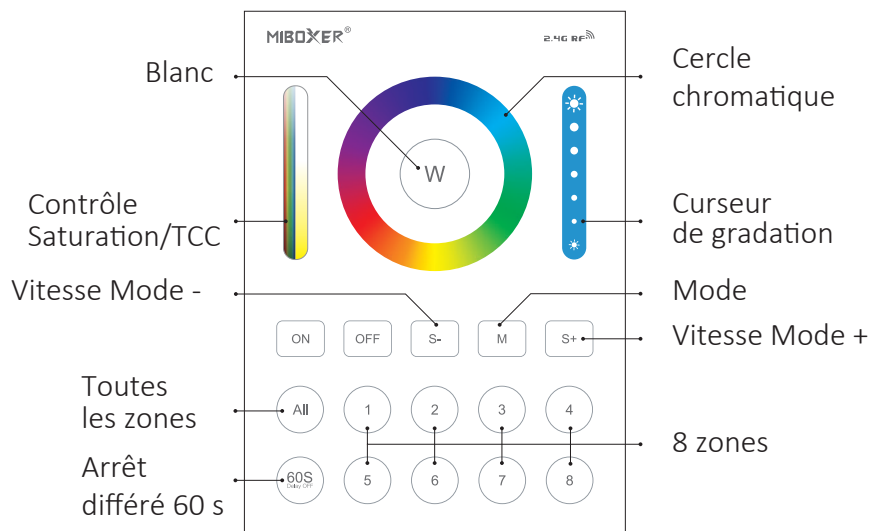 MIBOXER®
2.4G RF
Blanc
Cercle
chromatique
W
Contrôle
Saturation/TCC
Curseur
de gradation
Vitesse Mode -
Mode
Vitesse Mode +
ON
OFF
S-
M
S+
Toutes
les zones
All
1
2
3
4
8 zones
Arrêt
différé 60 s
60S
Delay OFF
5
6
7
8